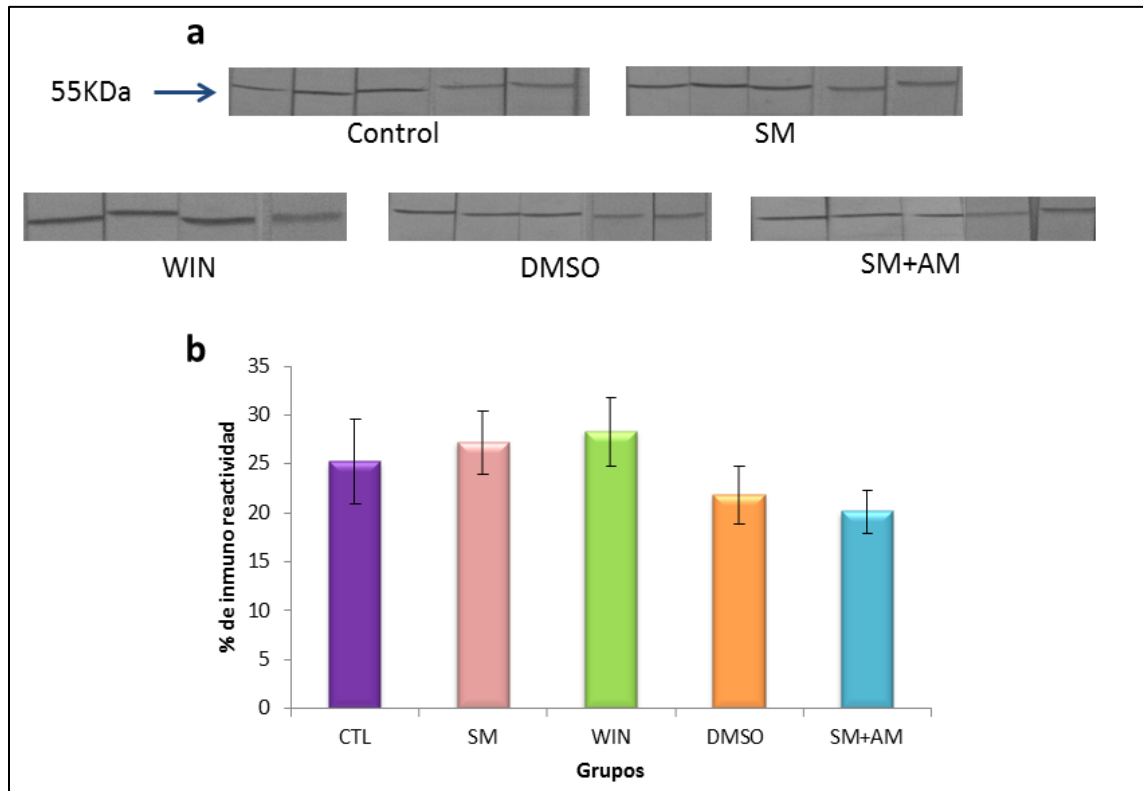 a
55KDa
Control SM
WIN DMSO SM+AM
b
% de inmuno reactividad
35
30
25
20
15
10
5
0
CTL SM WIN DMSO SM+AM
Grupos